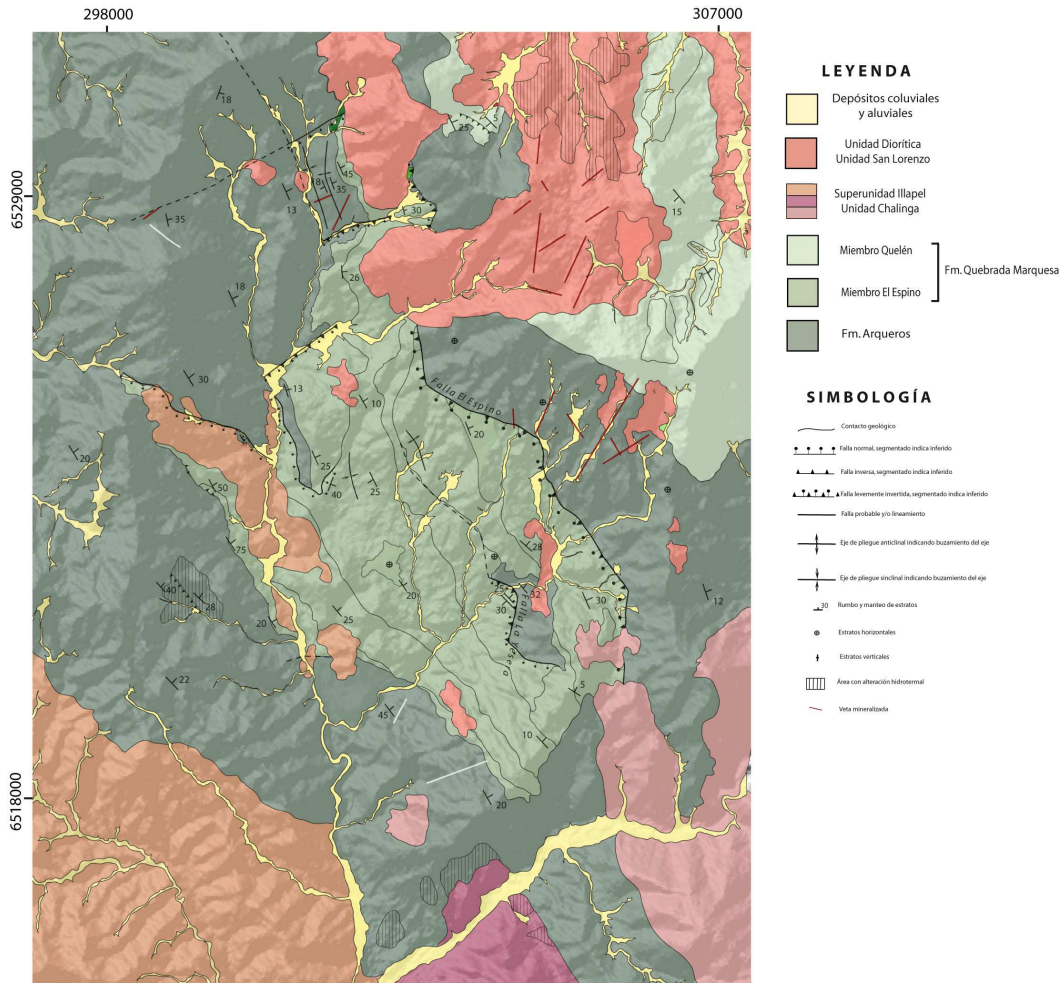 298000
307000
6529000
6518000
18
25
5
45
18
35
13
35
30
15
26
7
18
30
13
10
Falla El Espino
20
20
25
40
25
50
28
75
20
25
32
30
30
12
40
28
20
25
Falla La Yesera
22
5
45
10
20
LEYENDA
Depósitos coluviales
y aluviales
Unidad Diorítica
Unidad San Lorenzo
Superunidad Illapel
Unidad Chalinga
Miembro Quelén
Fm. Quebrada Marquesa
Miembro El Espino
Fm. Arqueros
SIMBOLOGÍA
Contacto geológico
Falla normal, segmentado indica inferido
Falla inversa, segmentado indica inferido
Falla levemente invertida, segmentado indica inferido
Falla probable y/o lineamiento
Eje de pliegue anticlinal indicando buzamiento del eje
Eje de pliegue sinclinal indicando buzamiento del eje
30
Rumbo y manteo de estratos
Estratos horizontales
Estratos verticales
Área con alteración hidrotermal
Veta mineralizada